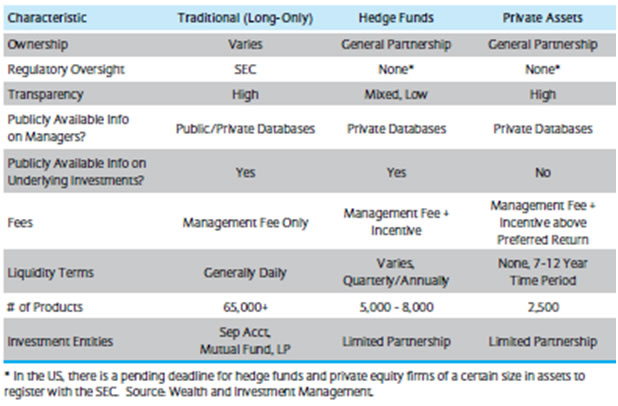 Characteristic Traditional (Long-Only) Hedge Funds Private Assets
Ownership Varies General Partnership General Partnership
Regulatory Oversight SEC None* None*
Transparency High Mixed, Low High
Publicly Available Info
on Managers? Public/Private Databases Private Databases Private Databases
Publicly Available Info on
Underlying Investments? Yes Yes No
Fees Management Fee Only Management Fee +
Incentive Management Fee +
Incentive above
Preferred Return
Liquidity Terms Generally Daily Varies,
Quarterly/Annually None, 7-12 Year
Time Period
# of Products 65,000+ 5,000 - 8,000 2,500
Investment Entities Sep Acct,
Mutual Fund, LP Limited Partnership Limited Partnership
* In the US, there is a pending deadline for hedge funds and private equity firms of a certain size in assets to
register with the SEC. Source: Wealth and Investment Management.